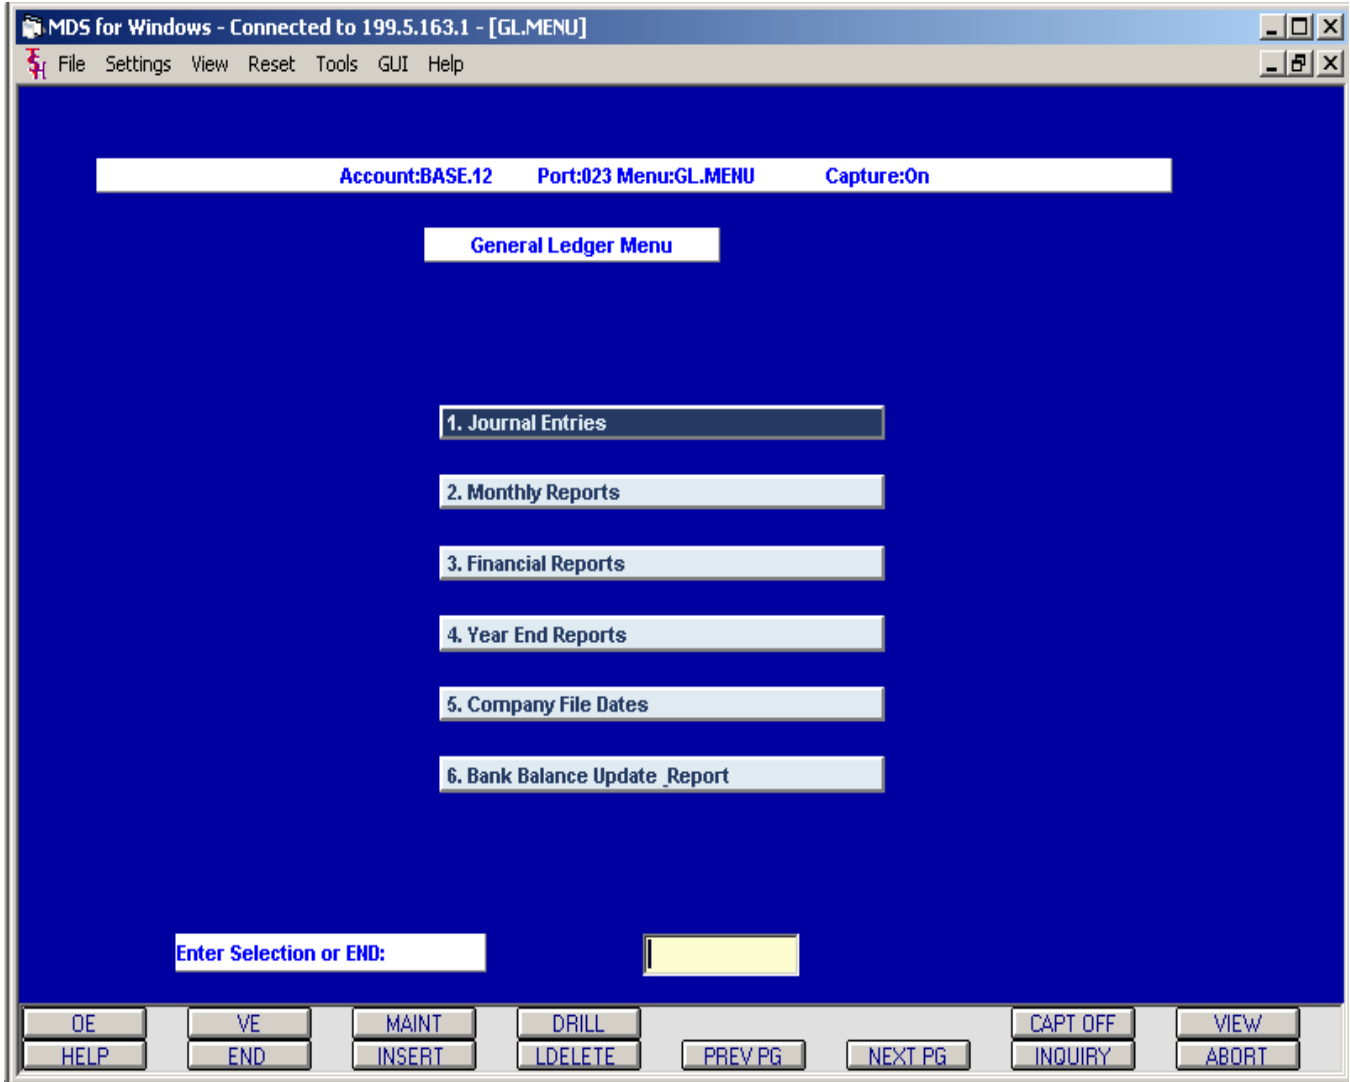 MDS for Windows - Connected to 199.5.163.1 - [GL.MENU]
File Settings View Reset Tools GUI Help
Account:BASE.12 Port:023 Menu:GL.MENU Capture:On
General Ledger Menu
1. Journal Entries
2. Monthly Reports
3. Financial Reports
4. Year End Reports
5. Company File Dates
6. Bank Balance Update_Report
Enter Selection or END:
OE VE MAINT DRILL CAPT OFF VIEW
HELP END INSERT LDELETE PREV PG NEXT PG INQUIRY ABORT